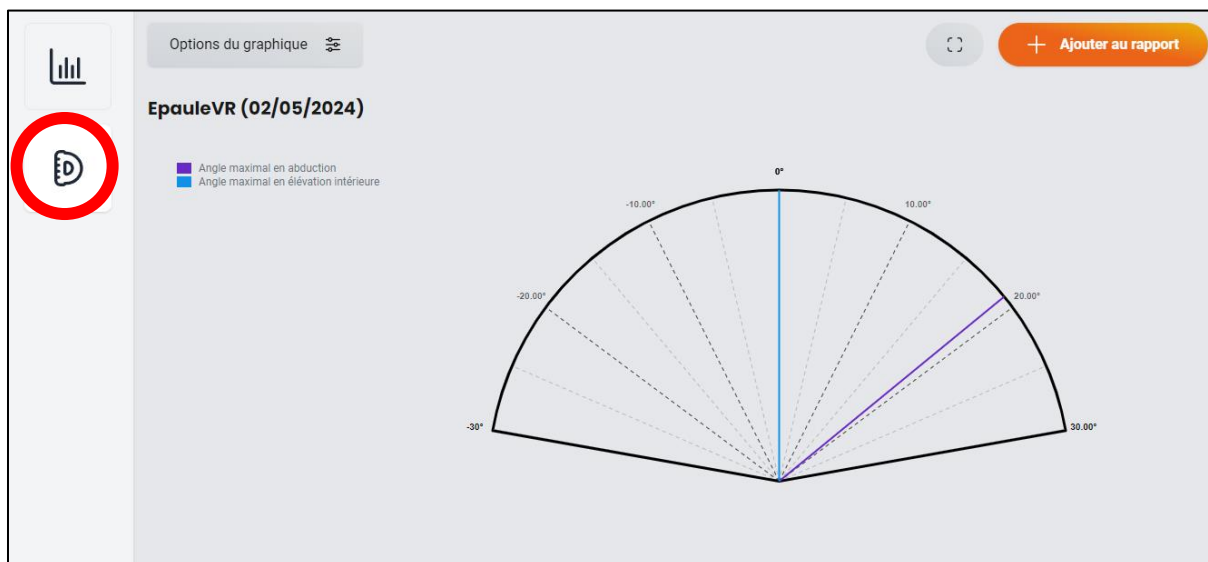 Options du graphique
Ajouter au rapport
EpauleVR (02/05/2024)
Angle maximal en abduction
Angle maximal en élévation intérieure
0°
-10.00°
10.00°
-20.00°
20.00°
-30°
30.00°